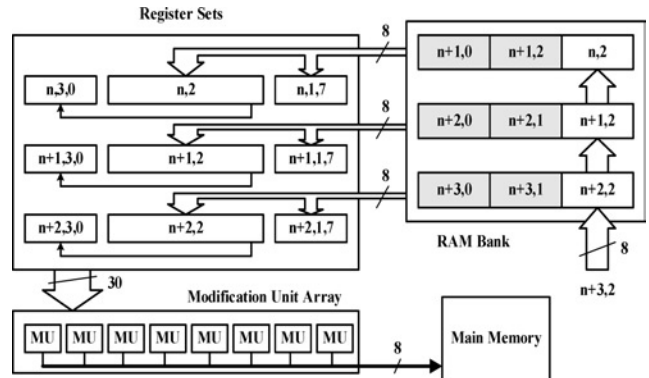 Register Sets
8
n+1,0 n+1,2 n,2
n,3,0 n,2 n,1,7
8
n+2,0 n+2,1 n+1,2
n+1,3,0 n+1,2 n+1,1,7
8
n+3,0 n+3,1 n+2,2
n+2,3,0 n+2,2 n+2,1,7
RAM Bank
8
30
n+3,2
Modification Unit Array
MU MU MU MU MU MU MU MU
8
Main Memory